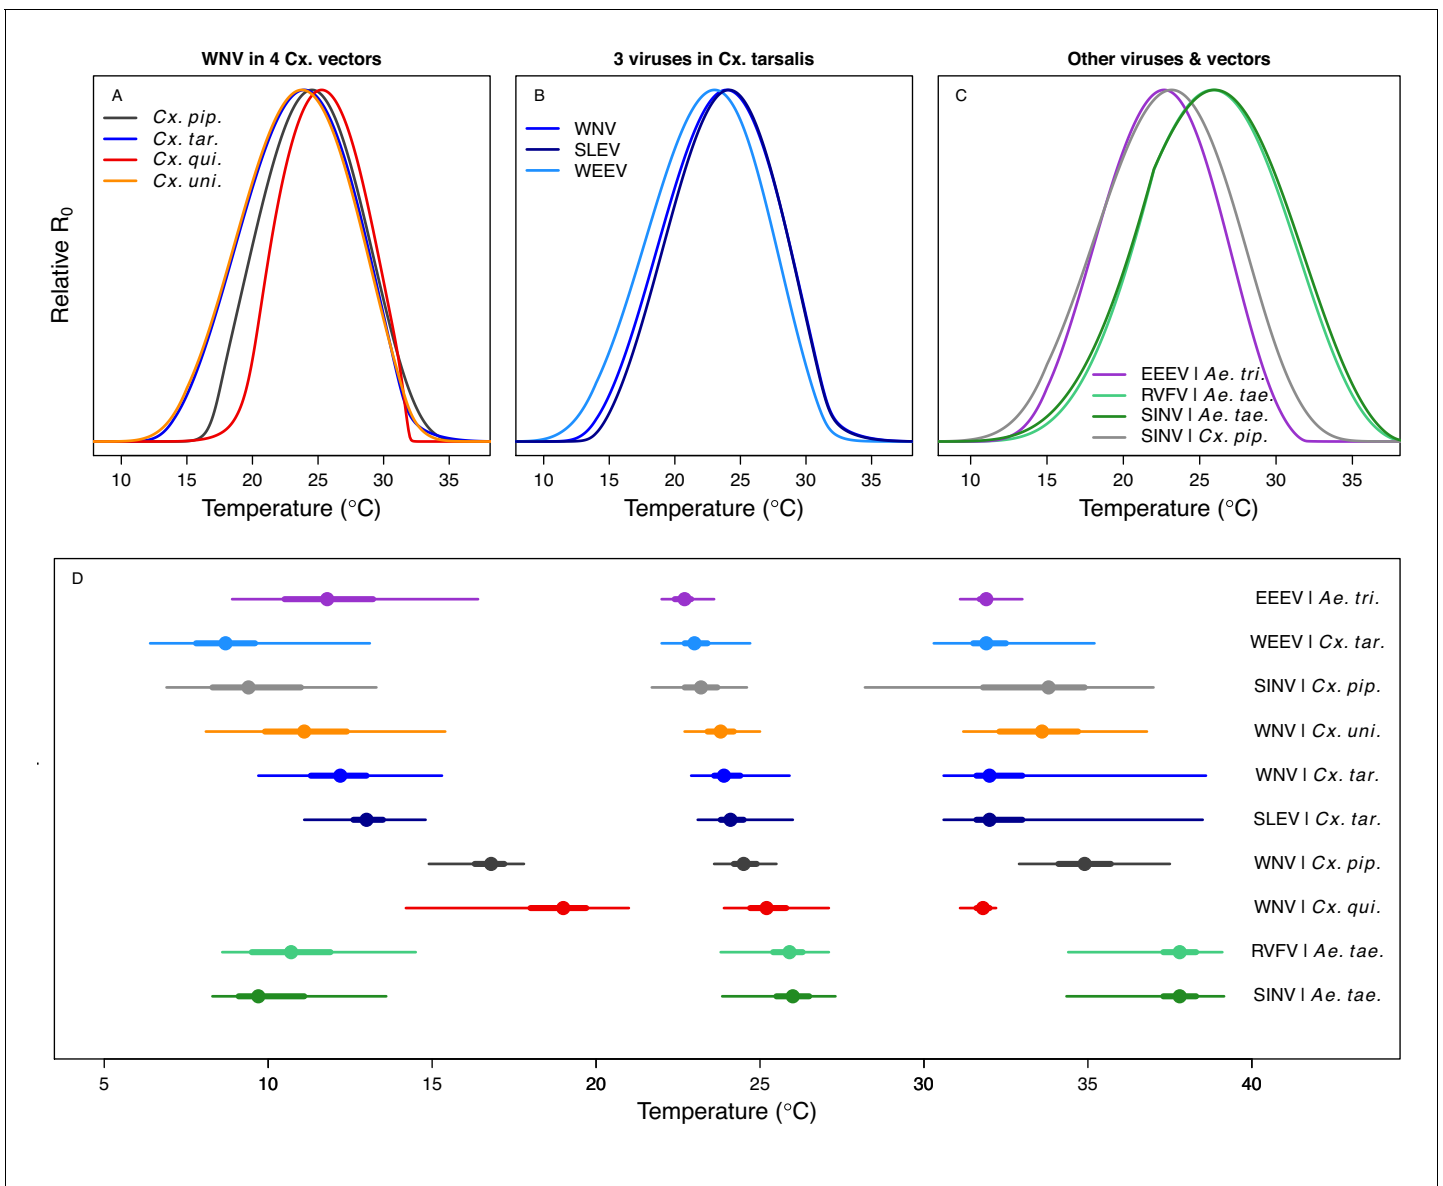 WNV in 4 Cx. vectors
3 viruses in Cx. tarsalis
Other viruses & vectors
A
Cx. pip.
Cx. tar.
Cx. qui.
Cx. uni.
B
WNV
SLEV
WEEV
C
EEEV | Ae. tri.
RVFV | Ae. tae.
SINV | Ae. tae.
SINV | Cx. pip.
Relative R0
10 15 20 25 30 35
10 15 20 25 30 35
10 15 20 25 30 35
Temperature (°C)
Temperature (°C)
Temperature (°C)
D
EEEV | Ae. tri.
WEEV | Cx. tar.
SINV | Cx. pip.
WNV | Cx. uni.
WNV | Cx. tar.
SLEV | Cx. tar.
WNV | Cx. pip.
WNV | Cx. qui.
RVFV | Ae. tae.
SINV | Ae. tae.
5 10 15 20 25 30 35 40
Temperature (°C)